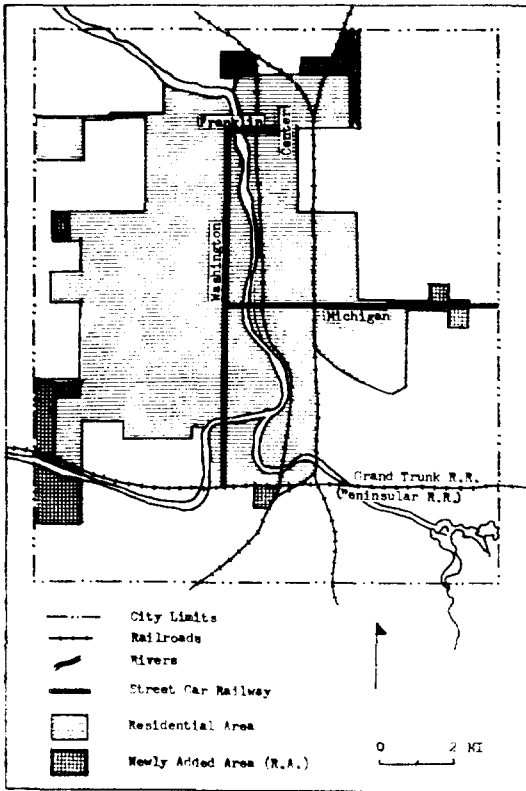 Franklin
Center
Washington
Michigan
Grand Trunk R.R.
(Peninsular R.R.)
City Limits
Railroads
Rivers
Street Car Railway
Residential Area
Newly Added Area (R.A.)
0 2 MI